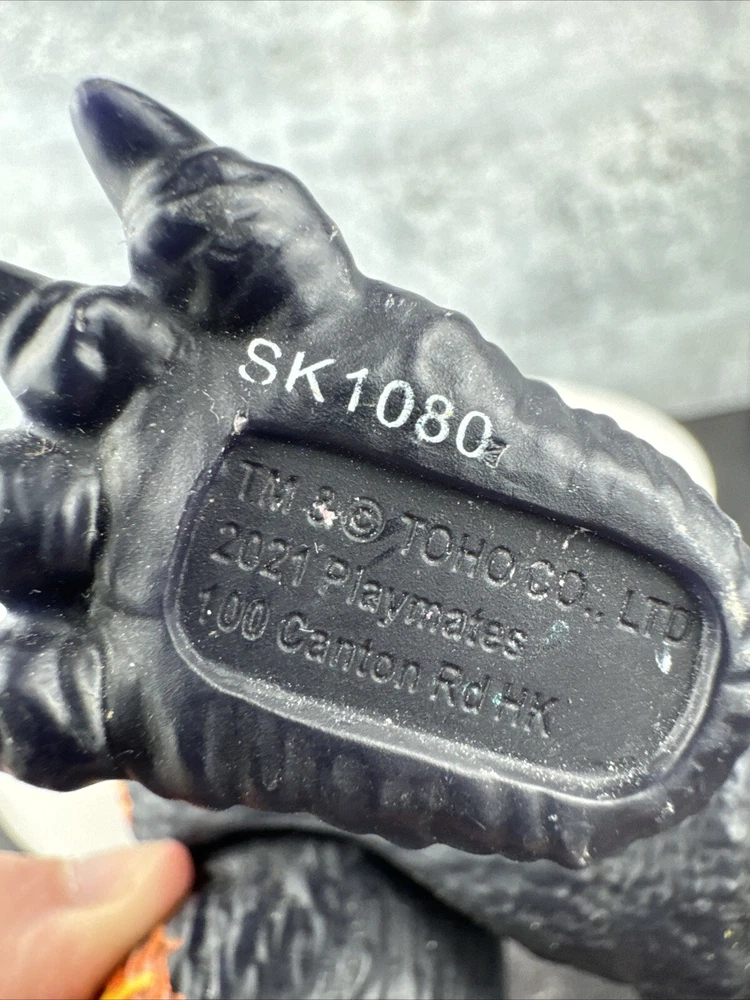 SK1080
TM & © TOHO CO., LTD
2021 Playmates
100 Canton Rd HK